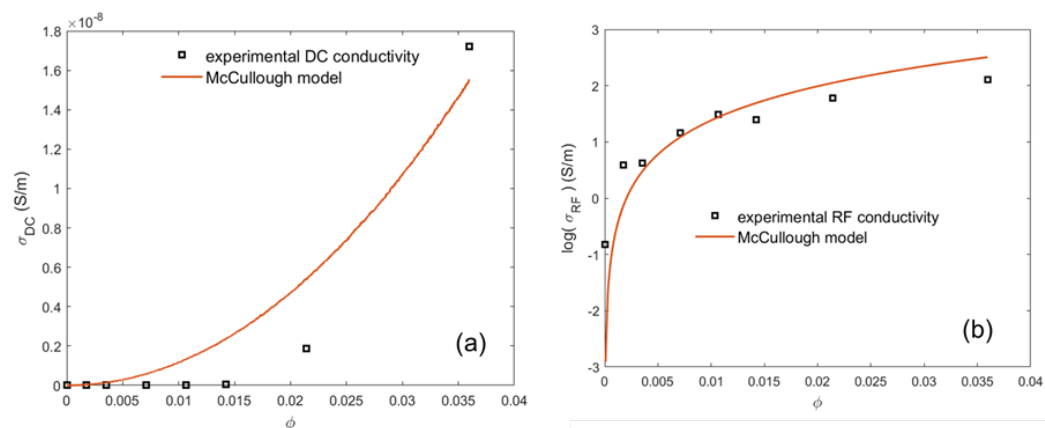 ×10⁻⁸
1.8
1.6
1.4
1.2
1
0.8
0.6
0.4
0.2
0
σDC (S/m)
experimental DC conductivity
McCullough model
(a)
0 0.005 0.01 0.015 0.02 0.025 0.03 0.035 0.04
ϕ
3
2
1
0
-1
-2
-3
log( σRF ) (S/m)
experimental RF conductivity
McCullough model
(b)
0 0.005 0.01 0.015 0.02 0.025 0.03 0.035 0.04
ϕ